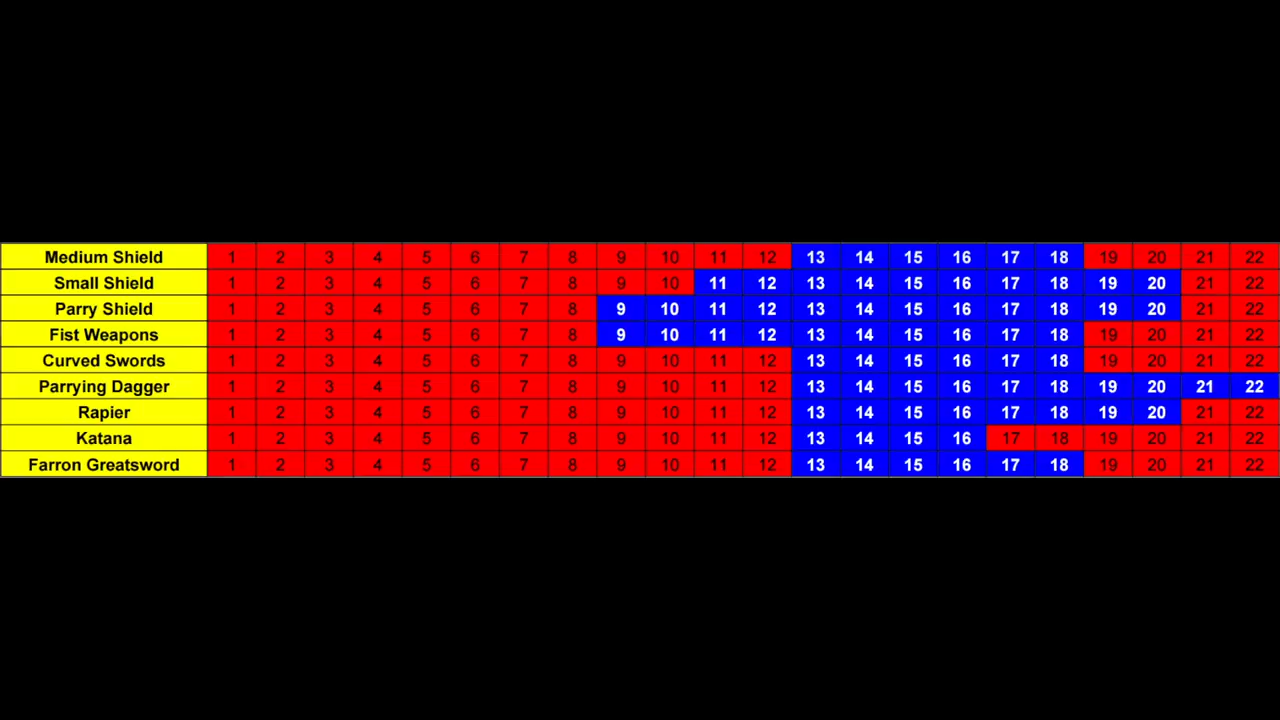 Medium Shield 1 2 3 4 5 6 7 8 9 10 11 12 13 14 15 16 17 18 19 20 21 22
Small Shield 1 2 3 4 5 6 7 8 9 10 11 12 13 14 15 16 17 18 19 20 21 22
Parry Shield 1 2 3 4 5 6 7 8 9 10 11 12 13 14 15 16 17 18 19 20 21 22
Fist Weapons 1 2 3 4 5 6 7 8 9 10 11 12 13 14 15 16 17 18 19 20 21 22
Curved Swords 1 2 3 4 5 6 7 8 9 10 11 12 13 14 15 16 17 18 19 20 21 22
Parrying Dagger 1 2 3 4 5 6 7 8 9 10 11 12 13 14 15 16 17 18 19 20 21 22
Rapier 1 2 3 4 5 6 7 8 9 10 11 12 13 14 15 16 17 18 19 20 21 22
Katana 1 2 3 4 5 6 7 8 9 10 11 12 13 14 15 16 17 18 19 20 21 22
Farron Greatsword 1 2 3 4 5 6 7 8 9 10 11 12 13 14 15 16 17 18 19 20 21 22